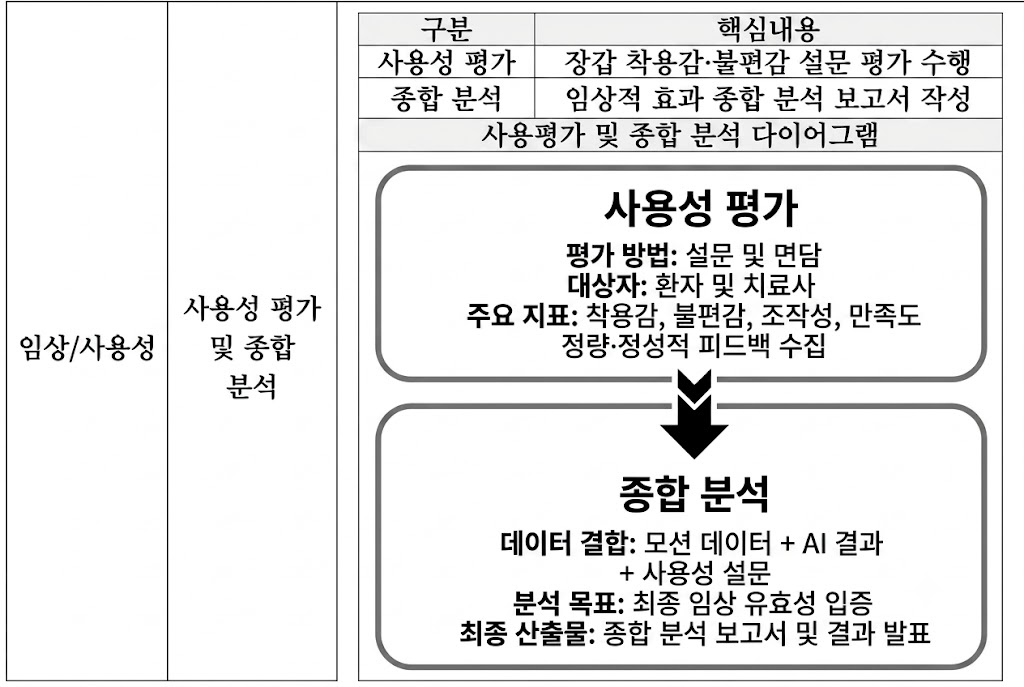 임상/사용성
사용성 평가
및 종합
분석
구분 핵심내용
사용성 평가 장갑 착용감·불편감 설문 평가 수행
종합 분석 임상적 효과 종합 분석 보고서 작성
사용평가 및 종합 분석 다이어그램
사용성 평가
평가 방법: 설문 및 면담
대상자: 환자 및 치료사
주요 지표: 착용감, 불편감, 조작성, 만족도
정량·정성적 피드백 수집
종합 분석
데이터 결합: 모션 데이터 + AI 결과
+ 사용성 설문
분석 목표: 최종 임상 유효성 입증
최종 산출물: 종합 분석 보고서 및 결과 발표